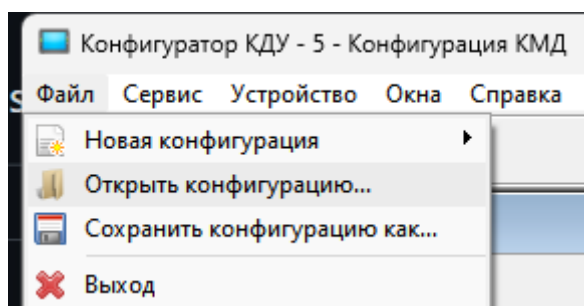 Конфигуратор КДУ - 5 - Конфигурация КМД
Файл Сервис Устройство Окна Справка
Новая конфигурация
Открыть конфигурацию...
Сохранить конфигурацию как...
Выход